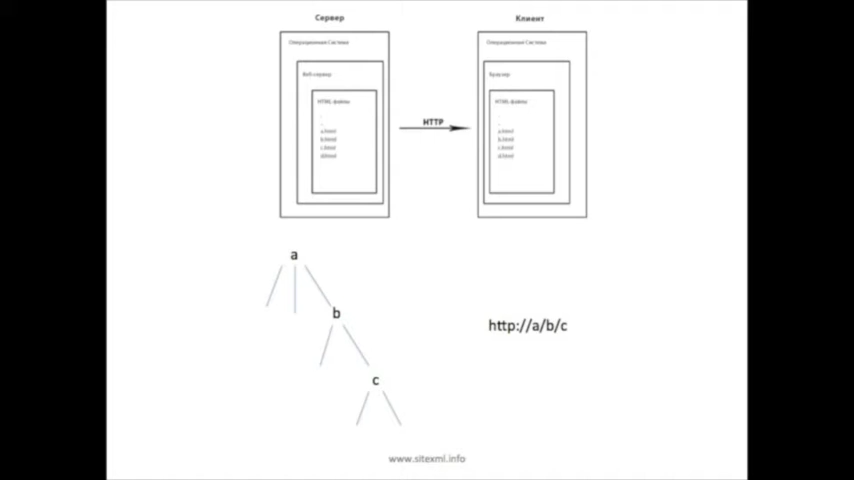 Сервер
Операционная Система
Веб сервер
HTML файлы
.
.
a.html
b.html
c.html
d.html
HTTP
Клиент
Операционная Система
Браузер
HTML файлы
.
.
a.html
b.html
c.html
d.html
a
b
c
http://a/b/c
www.sitexml.info